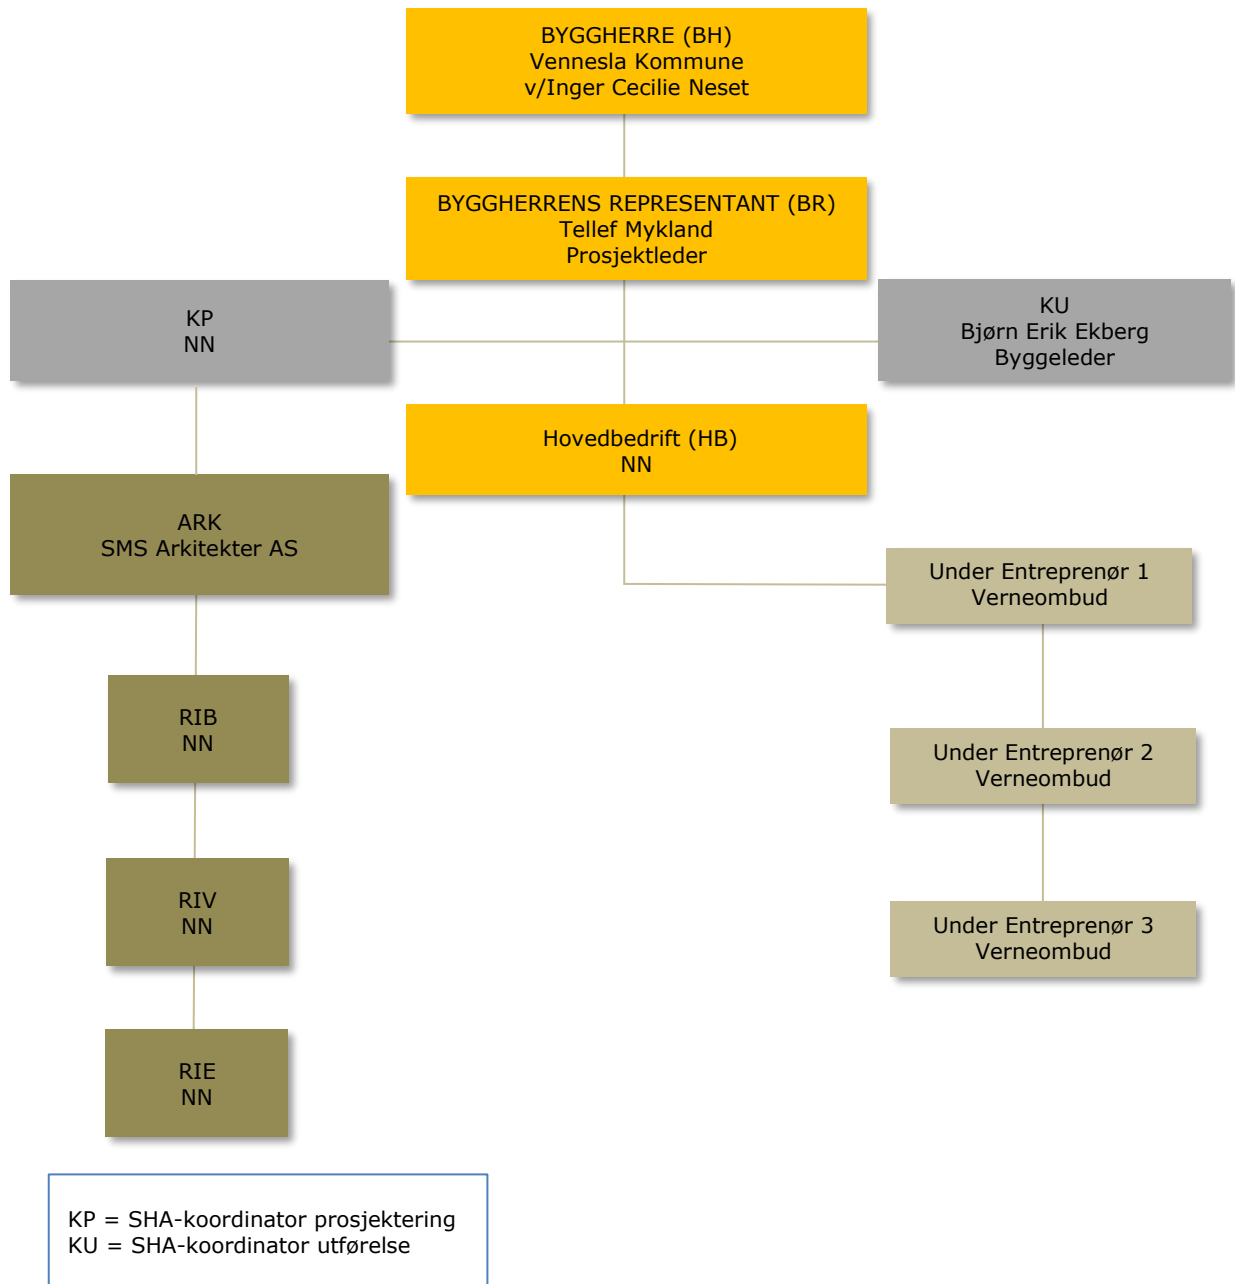 BYGGHERRE (BH)
Vennesla Kommune
v/Inger Cecilie Neset
BYGGHERRENS REPRESENTANT (BR)
Tellef Mykland
Prosjektleder
KP
NN
KU
Bjørn Erik Ekberg
Byggeleder
Hovedbedrift (HB)
NN
ARK
SMS Arkitekter AS
Under Entreprenør 1
Verneombud
RIB
NN
Under Entreprenør 2
Verneombud
RIV
NN
Under Entreprenør 3
Verneombud
RIE
NN
KP = SHA-koordinator prosjektering
KU = SHA-koordinator utførelse